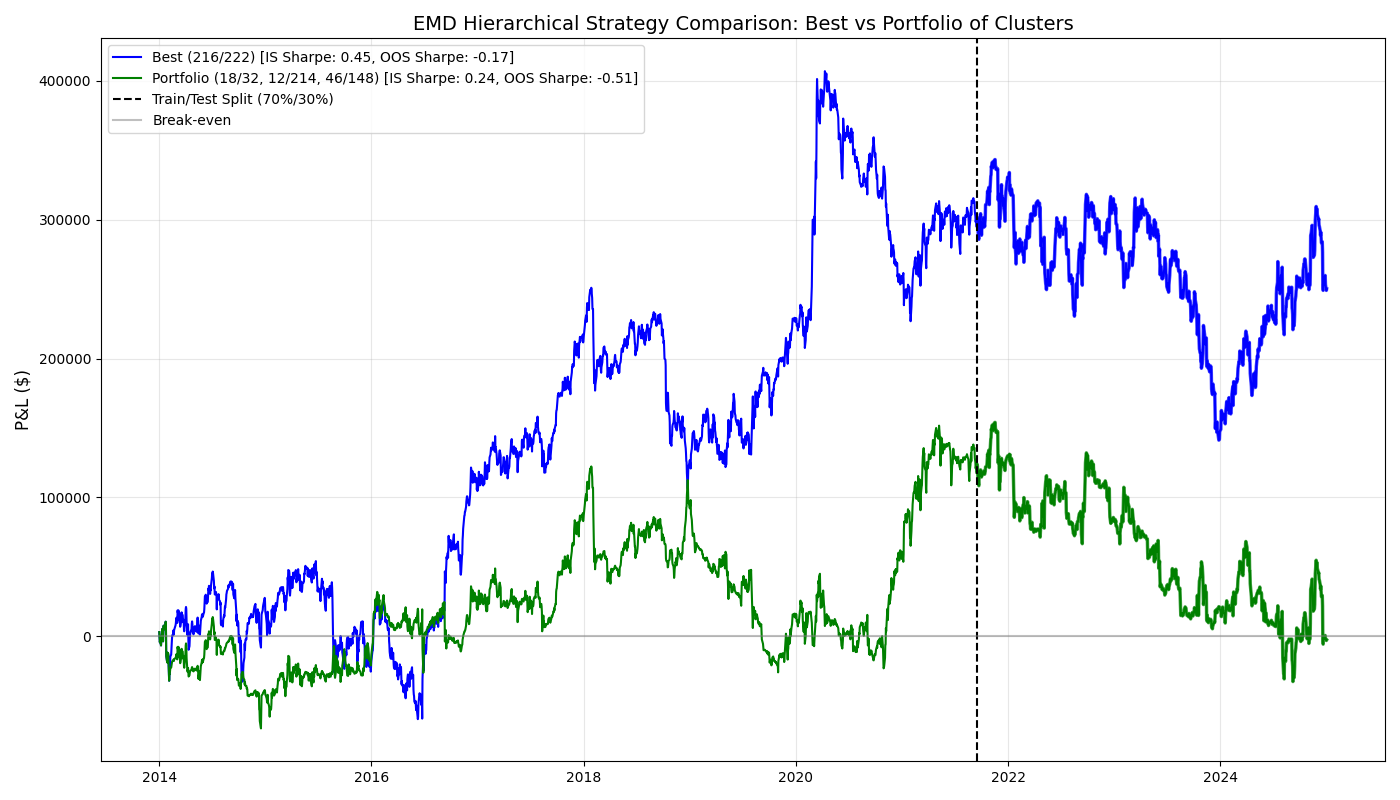 EMD Hierarchical Strategy Comparison: Best vs Portfolio of Clusters
Best (216/222) [IS Sharpe: 0.45, OOS Sharpe: -0.17]
Portfolio (18/32, 12/214, 46/148) [IS Sharpe: 0.24, OOS Sharpe: -0.51]
Train/Test Split (70%/30%)
Break-even
P&L ($)
400000
300000
200000
100000
0
2014 2016 2018 2020 2022 2024